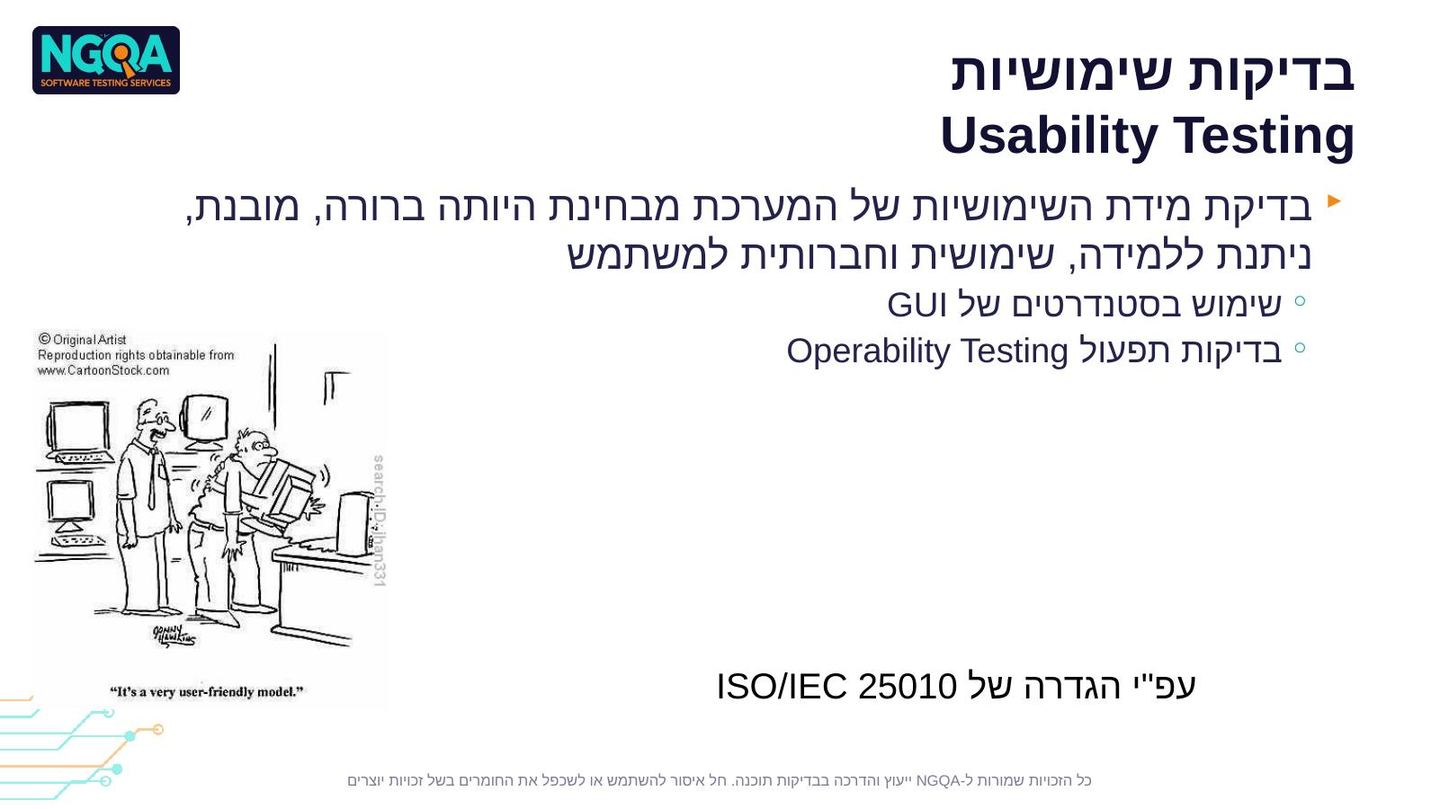 NGQA
SOFTWARE TESTING SERVICES
בדיקות שימושיות
Usability Testing
בדיקת מידת השימושיות של המערכת מבחינת היותה ברורה, מובנת,
ניתנת ללמידה, שימושית וחברותית למשתמש
שימוש בסטנדרטים של GUI
בדיקות תפעול Operability Testing
© Original Artist
Reproduction rights obtainable from
www.CartoonStock.com
search ID: jhan331
JONNY HAWKINS
"It's a very user-friendly model."
עפ"י הגדרה של ISO/IEC 25010
כל הזכויות שמורות ל-NGQA ייעוץ והדרכה בבדיקות תוכנה. חל איסור להשתמש או לשכפל את החומרים בשל זכויות יוצרים